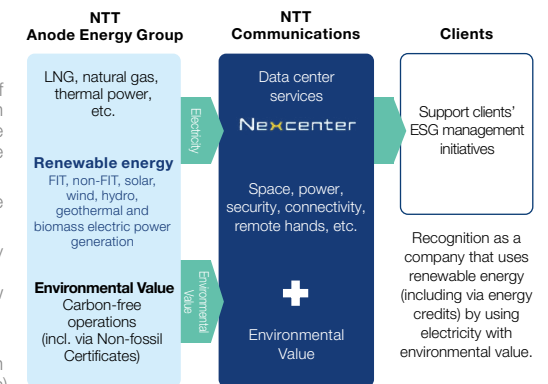 NTT
Anode Energy Group
LNG, natural gas,
thermal power,
etc.
Renewable energy
FIT, non-FIT, solar,
wind, hydro,
geothermal and
biomass electric power
generation
Environmental Value
Carbon-free
operations
(incl. via Non-fossil
Certificates)
Electricity
Environmental
Value
NTT
Communications
Data center
services
Nexcenter
Space, power,
security, connectivity,
remote hands, etc.
+
Environmental
Value
Clients
Support clients'
ESG management
initiatives
Recognition as a
company that uses
renewable energy
(including via energy
credits) by using
electricity with
environmental value.